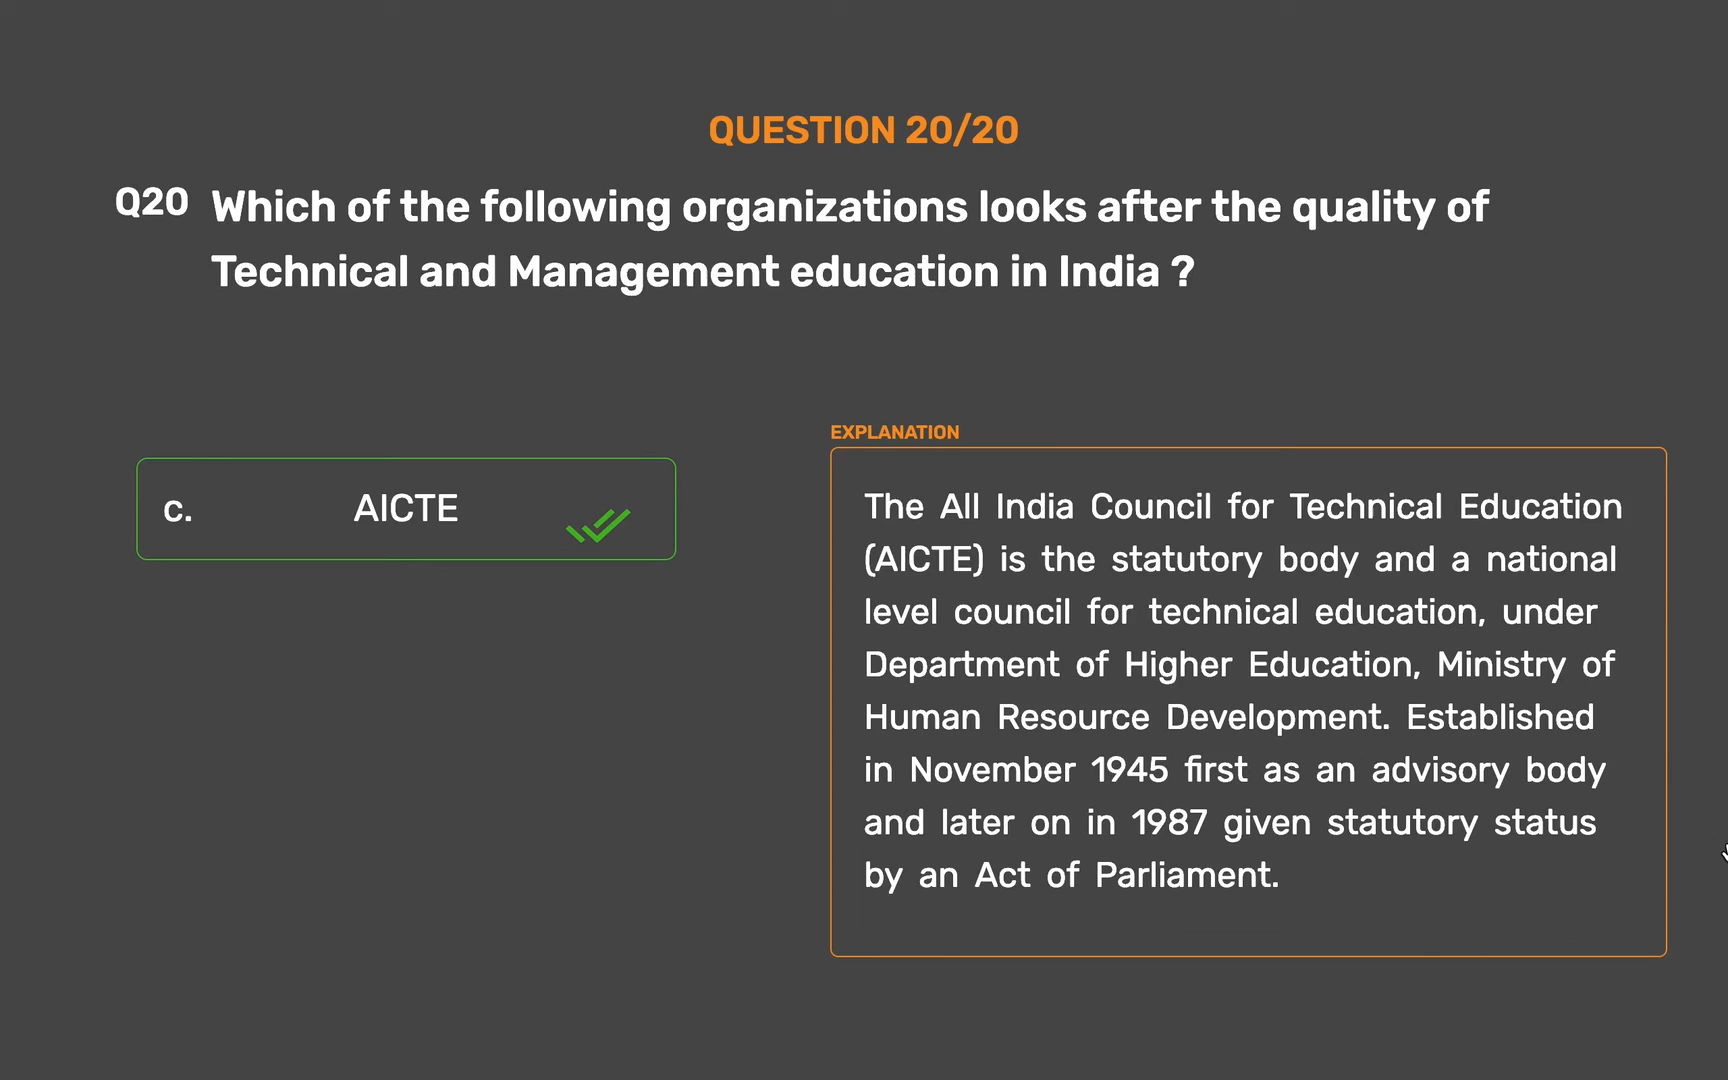 QUESTION 20/20
Q20 Which of the following organizations looks after the quality of
Technical and Management education in India ?
c. AICTE
EXPLANATION
The All India Council for Technical Education
(AICTE) is the statutory body and a national
level council for technical education, under
Department of Higher Education, Ministry of
Human Resource Development. Established
in November 1945 first as an advisory body
and later on in 1987 given statutory status
by an Act of Parliament.